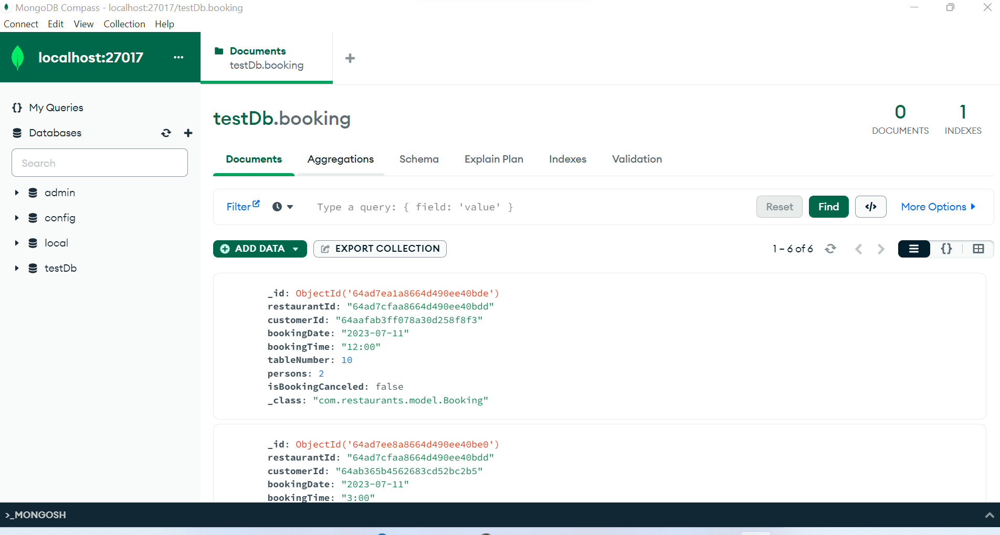 MongoDB Compass - localhost:27017/testDb.booking
Connect Edit View Collection Help
localhost:27017 ...
Documents
testDb.booking
+
{} My Queries
Databases
Search
admin
config
local
testDb
testDb.booking
0
DOCUMENTS
1
INDEXES
Documents Aggregations Schema Explain Plan Indexes Validation
Filter Type a query: { field: 'value' } Reset Find </> More Options
ADD DATA EXPORT COLLECTION 1 – 6 of 6 {}
_id: ObjectId('64ad7ea1a8664d490ee40bde')
restaurantId: "64ad7cfaa8664d490ee40bdd"
customerId: "64aafab3ff078a30d258f8f3"
bookingDate: "2023-07-11"
bookingTime: "12:00"
tableNumber: 10
persons: 2
isBookingCanceled: false
_class: "com.restaurants.model.Booking"
_id: ObjectId('64ad7ee8a8664d490ee40be0')
restaurantId: "64ad7cfaa8664d490ee40bdd"
customerId: "64ab365b4562683cd52bc2b5"
bookingDate: "2023-07-11"
bookingTime: "3:00"
>_MONGOSH